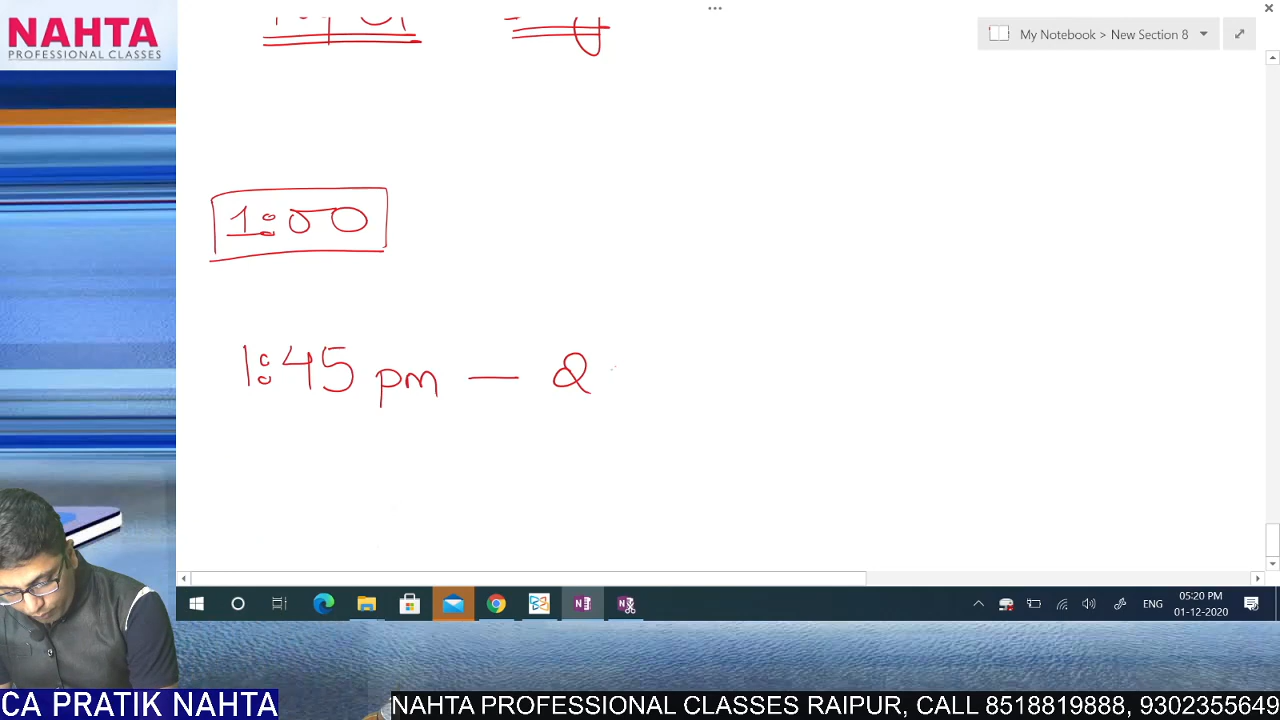 NAHTA
PROFESSIONAL CLASSES
My Notebook > New Section 8
1:00
1:45 pm — 2
ENG
05:20 PM
01-12-2020
CA PRATIK NAHTA
NAHTA PROFESSIONAL CLASSES RAIPUR, CALL 8518819888, 9302355649